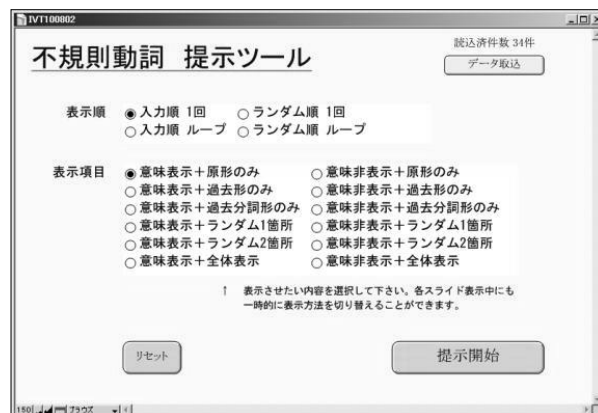 IVT100802
読込済件数 34件
不規則動詞 提示ツール
データ取込
表示順 入力順 1回 ランダム順 1回
入力順 ループ ランダム順 ループ
表示項目 意味表示+原形のみ 意味非表示+原形のみ
意味表示+過去形のみ 意味非表示+過去形のみ
意味表示+過去分詞形のみ 意味非表示+過去分詞形のみ
意味表示+ランダム1箇所 意味非表示+ランダム1箇所
意味表示+ランダム2箇所 意味非表示+ランダム2箇所
意味表示+全体表示 意味非表示+全体表示
↑ 表示させたい内容を選択して下さい。各スライド表示中にも
一時的に表示方法を切り替えることができます。
リセット 提示開始
150 ブラウズ